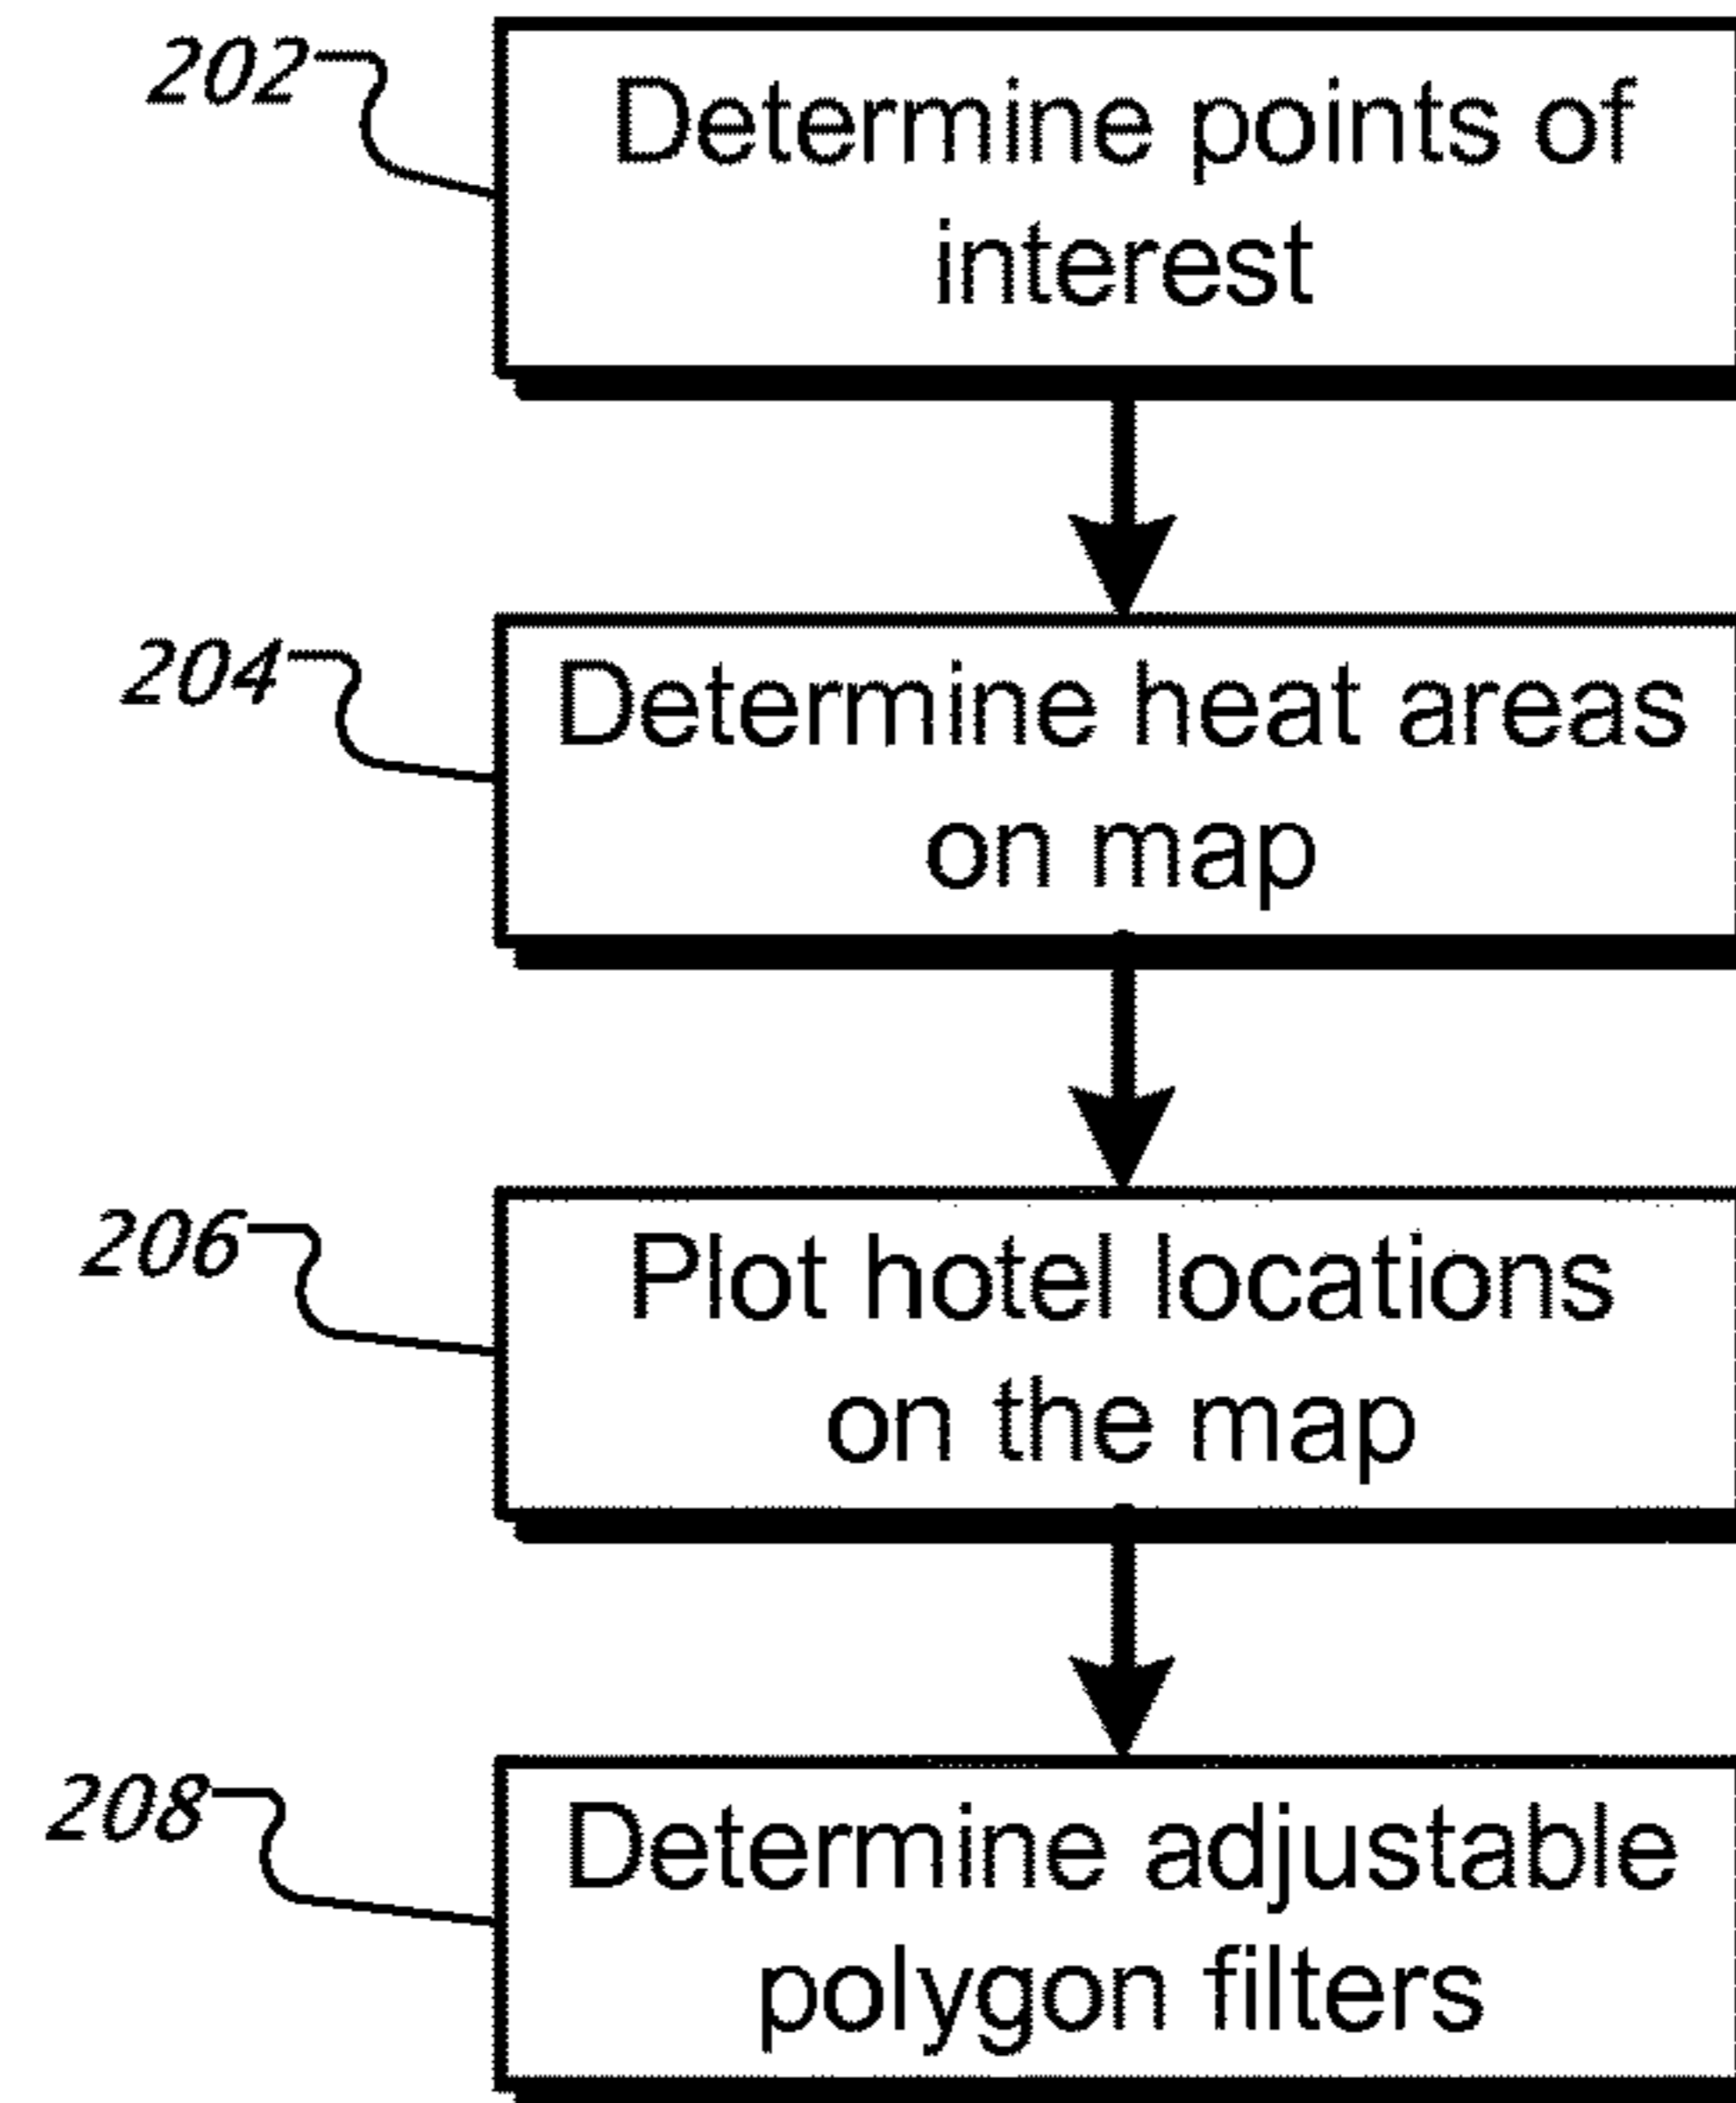 202
Determine points of
interest
204
Determine heat areas
on map
206
Plot hotel locations
on the map
208
Determine adjustable
polygon filters